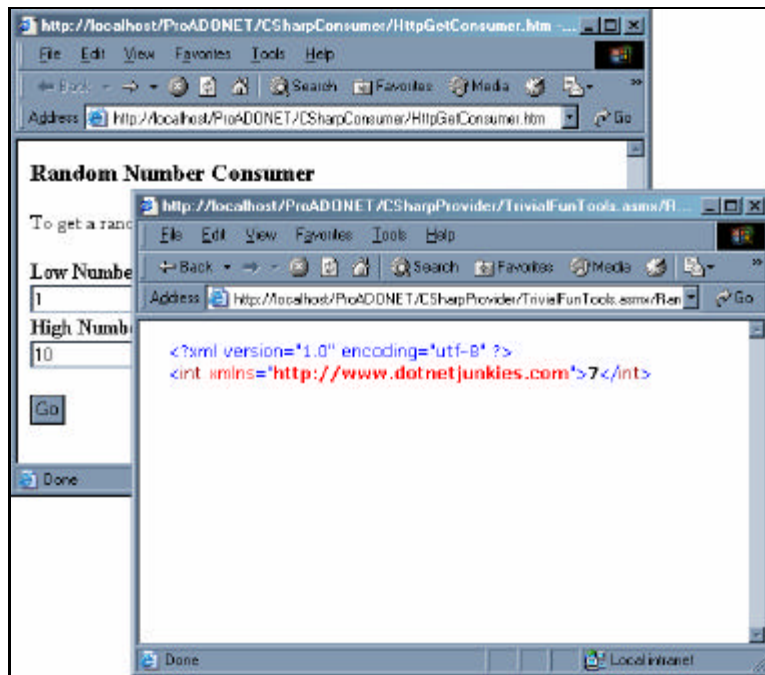 http://localhost/ProADONET/CSharpConsumer/HttpGetConsumer.htm -...
File Edit View Favorites Tools Help
Back Search Favorites Media »
Address http://localhost/ProADONET/CSharpConsumer/HttpGetConsumer.htm Go
Random Number Consumer
To get a ranc
Low Numbe
1
High Numb
10
Go
Done
http://localhost/ProADONET/CSharpProvider/TrivialFunTools.asmx/R...
File Edit View Favorites Tools Help
Back Search Favorites Media »
Address http://localhost/ProADONET/CSharpProvider/TrivialFunTools.asmx/Ran Go
<?xml version="1.0" encoding="utf-8" ?>
<int xmlns="http://www.dotnetjunkies.com">7</int>
Done
Local intranet